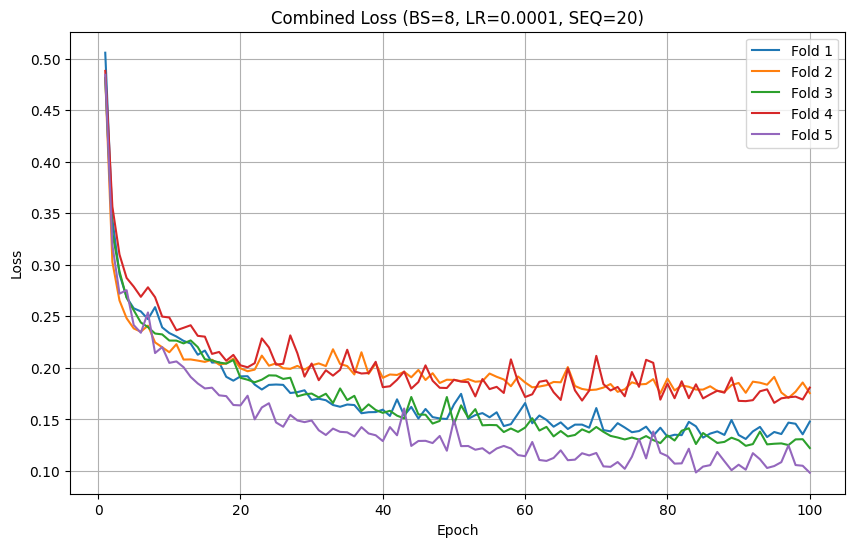 Combined Loss (BS=8, LR=0.0001, SEQ=20)
Fold 1
Fold 2
Fold 3
Fold 4
Fold 5
Loss
0.50
0.45
0.40
0.35
0.30
0.25
0.20
0.15
0.10
0
20
40
60
80
100
Epoch